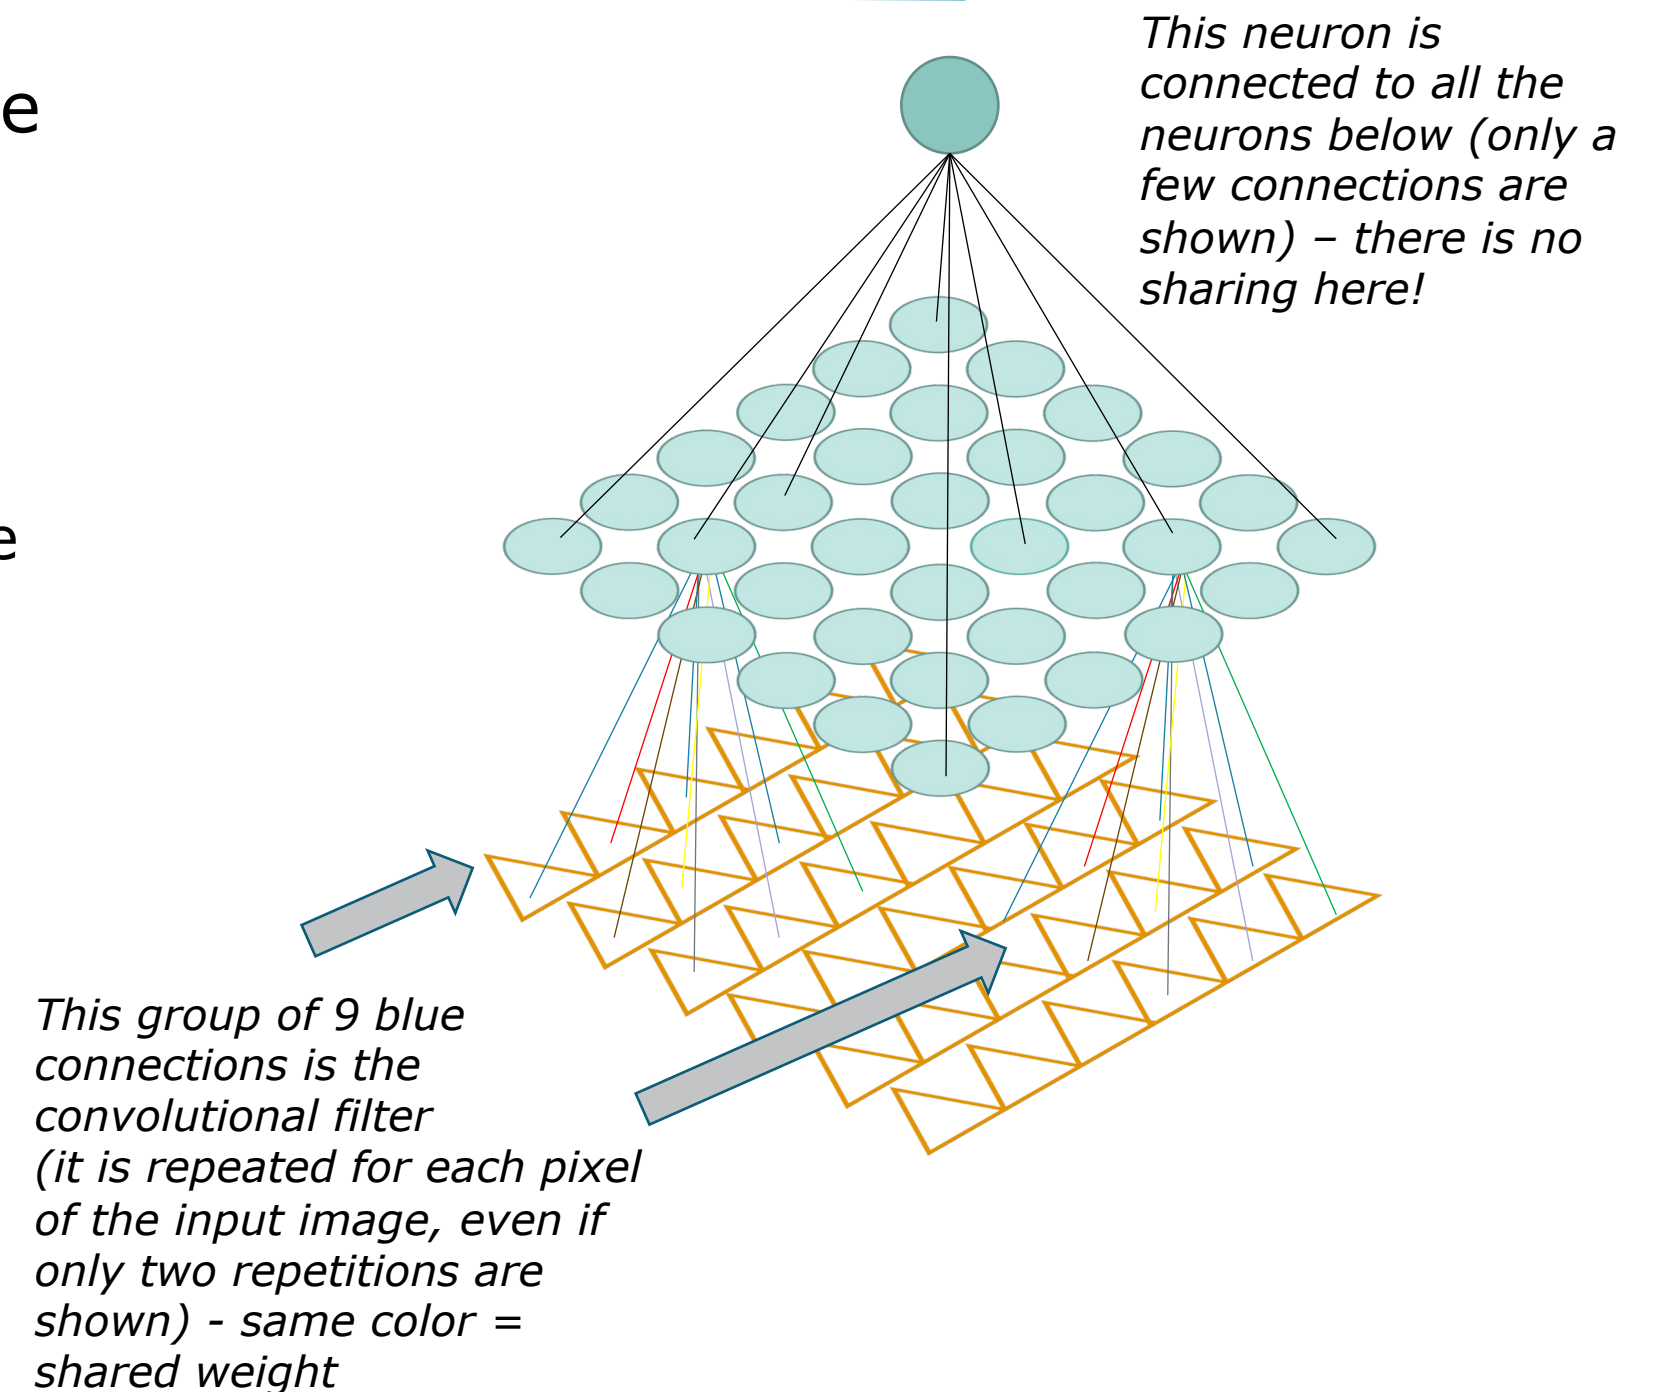 This neuron is
connected to all the
neurons below (only a
few connections are
shown) – there is no
sharing here!
e
e
This group of 9 blue
connections is the
convolutional filter
(it is repeated for each pixel
of the input image, even if
only two repetitions are
shown) - same color =
shared weight